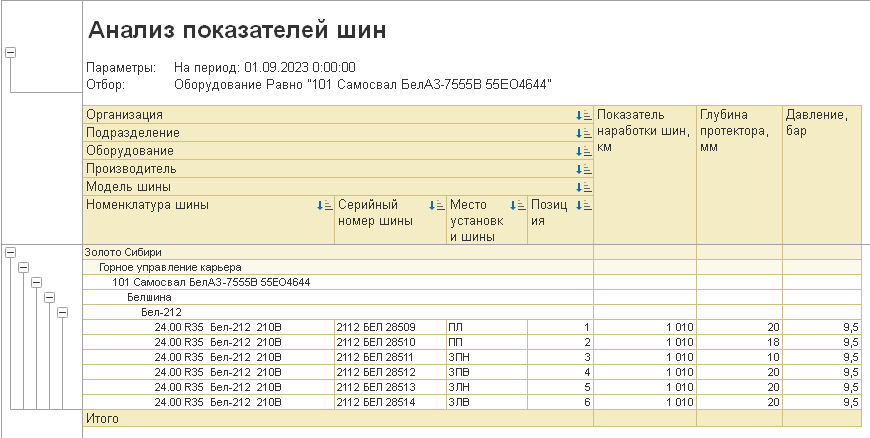 Анализ показателей шин
Параметры: На период: 01.09.2023 0:00:00
Отбор: Оборудование Равно "101 Самосвал БелАЗ-7555В 55ЕО4644"
Организация
Подразделение
Оборудование
Производитель
Модель шины
Номенклатура шины
Серийный
номер шины
Место
установк
и шины
Позиц
ия
Показатель
наработки шин,
км
Глубина
протектора,
мм
Давление,
бар
Золото Сибири
Горное управление карьера
101 Самосвал БелАЗ-7555В 55ЕО4644
Белшина
Бел-212
24.00 R35 Бел-212 210В 2112 БЕЛ 28509 ПЛ 1 1 010 20 9,5
24.00 R35 Бел-212 210В 2112 БЕЛ 28510 ПП 2 1 010 18 9,5
24.00 R35 Бел-212 210В 2112 БЕЛ 28511 ЗПН 3 1 010 10 9,5
24.00 R35 Бел-212 210В 2112 БЕЛ 28512 ЗПВ 4 1 010 20 9,5
24.00 R35 Бел-212 210В 2112 БЕЛ 28513 ЗЛН 5 1 010 20 9,5
24.00 R35 Бел-212 210В 2112 БЕЛ 28514 ЗЛВ 6 1 010 20 9,5
Итого